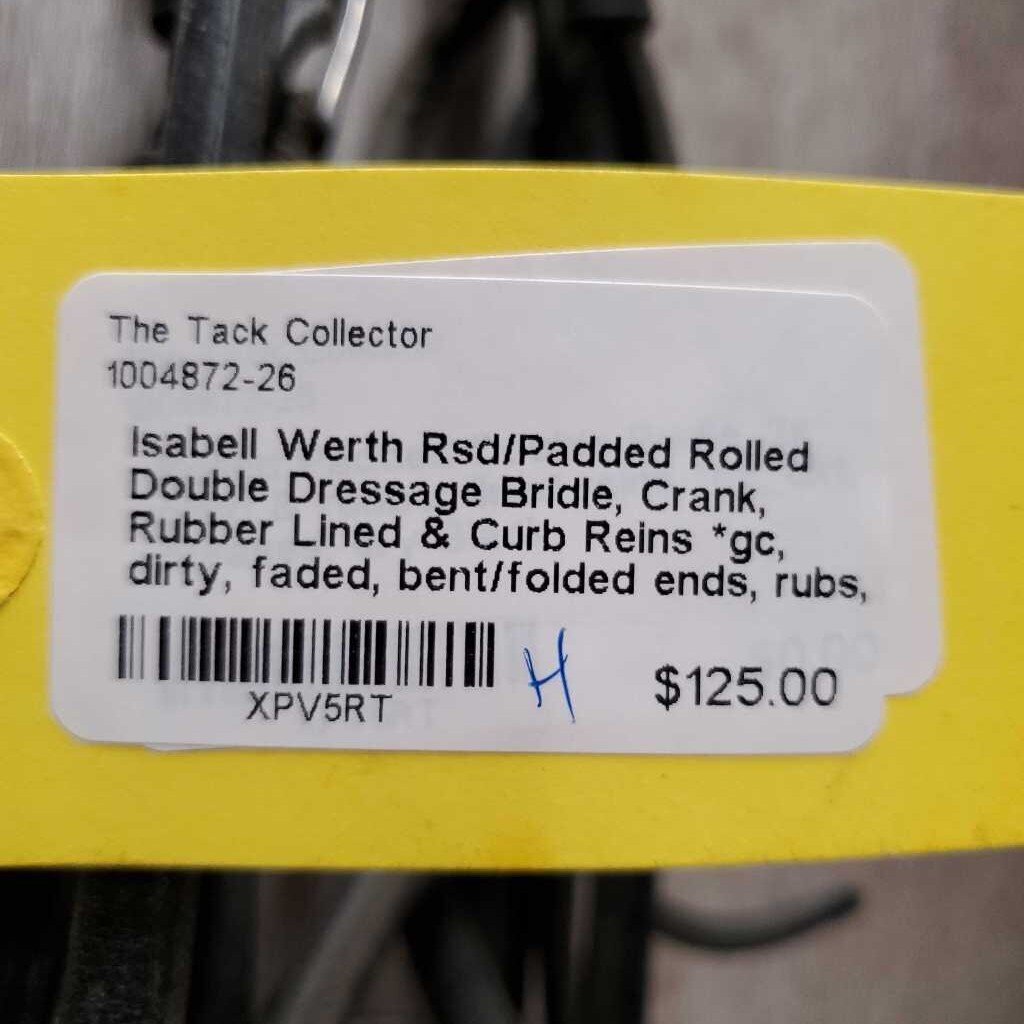 The Tack Collector
1004872-26
Isabell Werth Rsd/Padded Rolled
Double Dressage Bridle, Crank,
Rubber Lined & Curb Reins *gc,
dirty, faded, bent/folded ends, rubs,
H
$125.00
XPV5RT